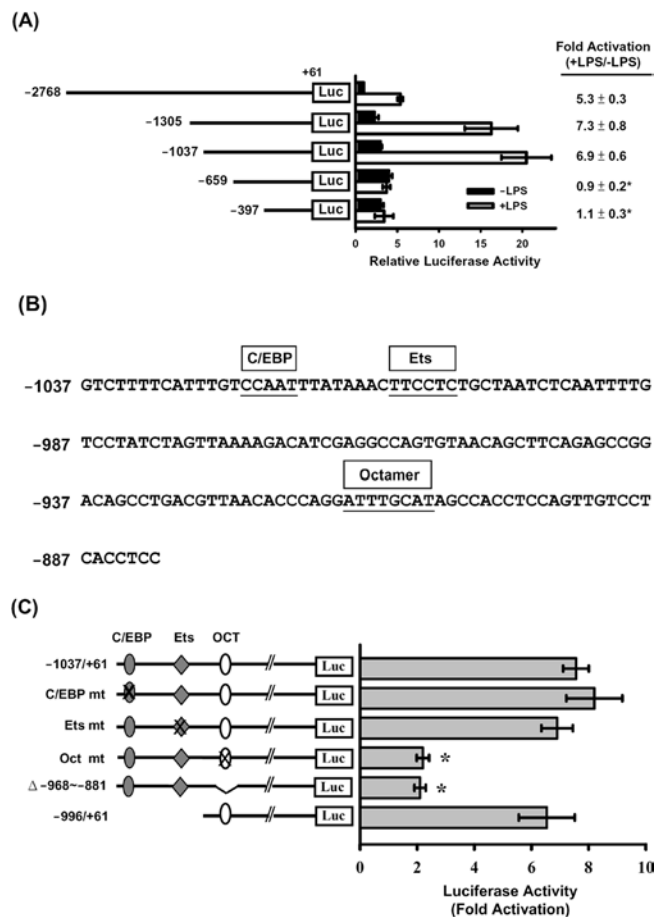 (A)
Fold Activation
(+LPS/-LPS)
+61
−2768 Luc 5.3 ± 0.3
−1305 Luc 7.3 ± 0.8
−1037 Luc 6.9 ± 0.6
−659 Luc 0.9 ± 0.2*
−LPS
+LPS
−397 Luc 1.1 ± 0.3*
0 5 10 15 20
Relative Luciferase Activity
(B)
C/EBP Ets
−1037 GTCTTTTCATTTGTCCAATTTATAAACTTCCTCTGCTAATCTCAATTTTG
−987 TCCTATCTAGTTAAAAGACATCGAGGCCAGTGTAACAGCTTCAGAGCCGG
Octamer
−937 ACAGCCTGACGTTAACACCCAGGATTTGCATAGCCACCTCCAGTTGTCCT
−887 CACCTCC
(C)
C/EBP Ets OCT
−1037/+61 Luc
C/EBP mt Luc
Ets mt Luc
Oct mt Luc *
Δ −968~−881 Luc *
−996/+61 Luc
0 2 4 6 8 10
Luciferase Activity
(Fold Activation)